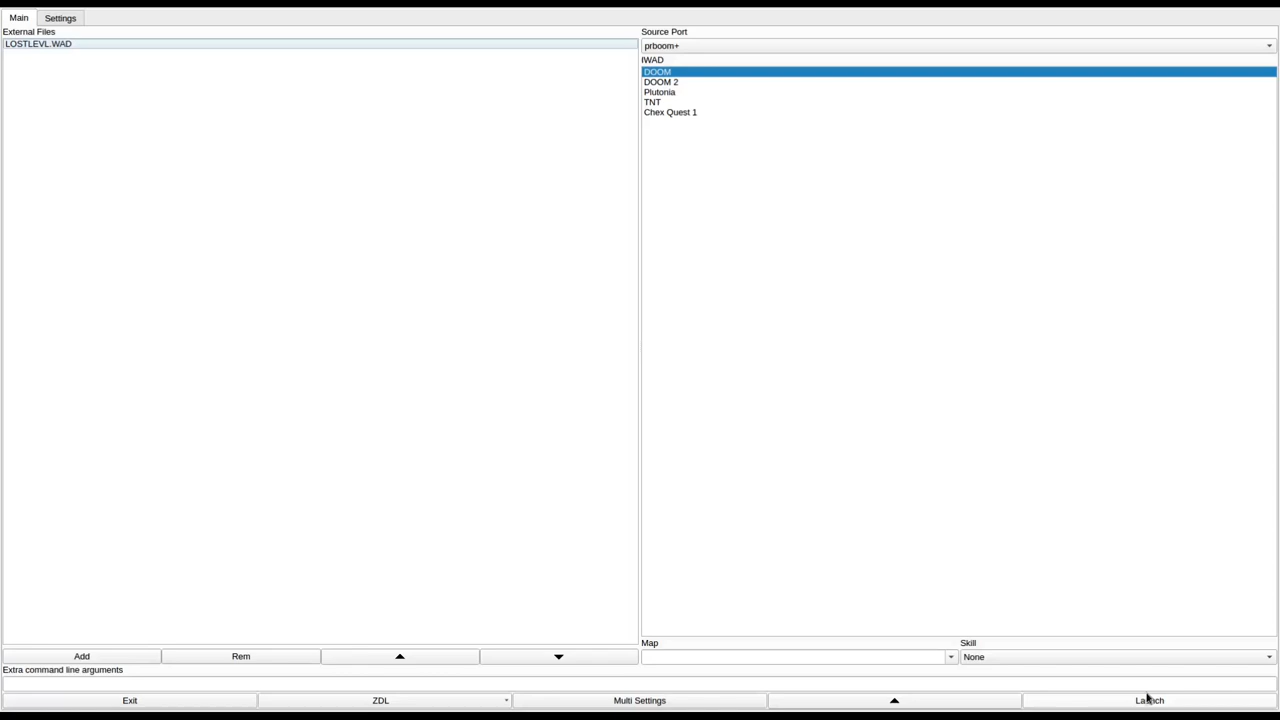 Main
Settings
External Files
LOSTLEVL.WAD
Source Port
prboom+
IWAD
DOOM
DOOM 2
Plutonia
TNT
Chex Quest 1
Map
Skill
None
Add
Rem
Extra command line arguments
Exit
ZDL
Multi Settings
Launch